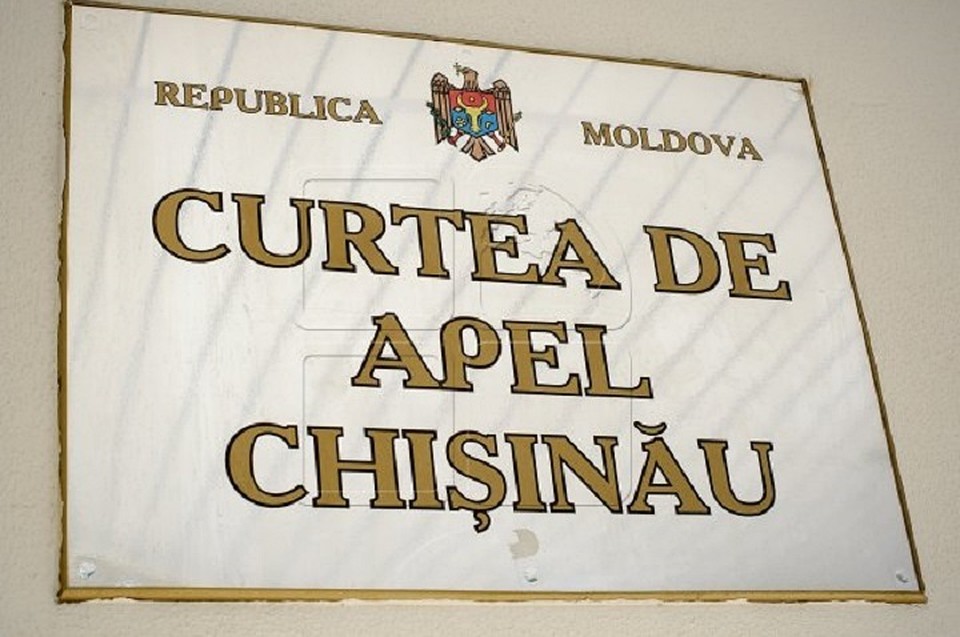 REPUBLICA MOLDOVA
CURTEA DE
APEL
CHIȘINĂU